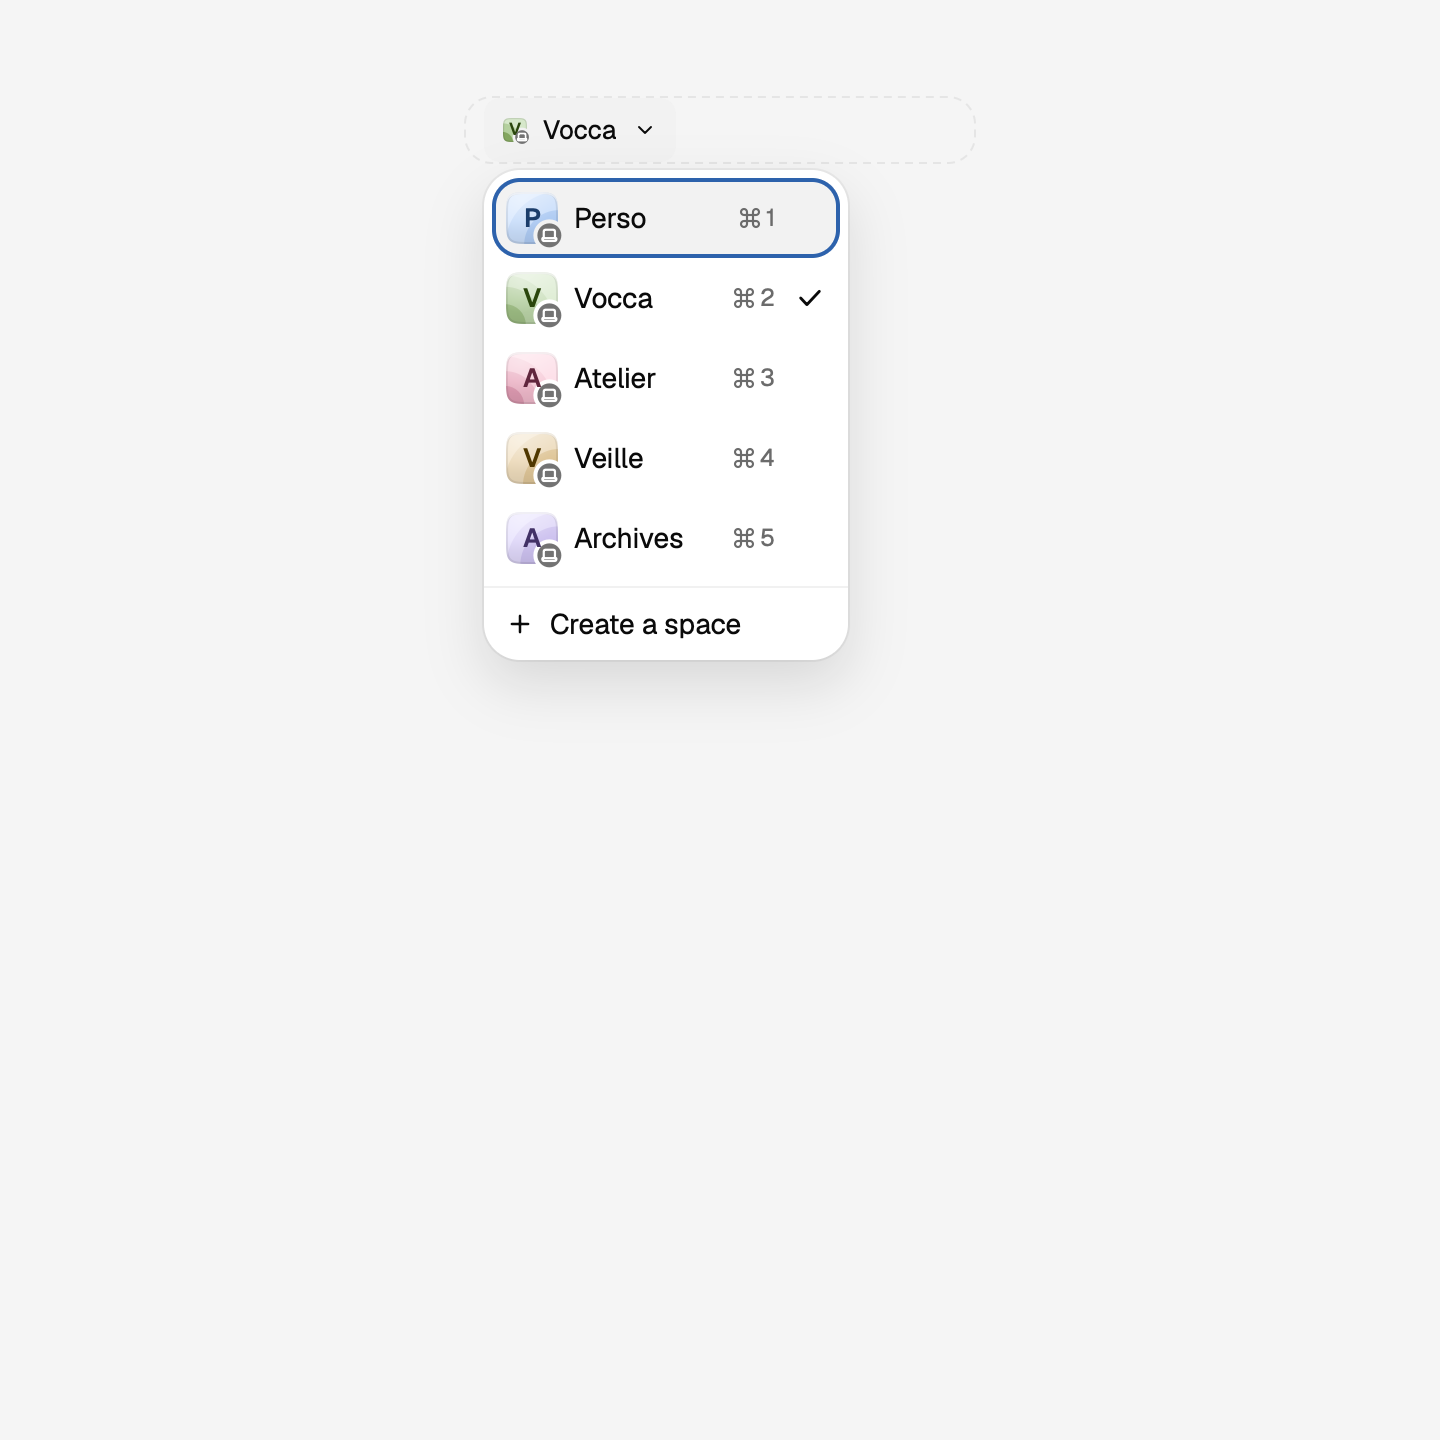 V Vocca
P Perso ⌘1
V Vocca ⌘2
A Atelier ⌘3
V Veille ⌘4
A Archives ⌘5
+ Create a space